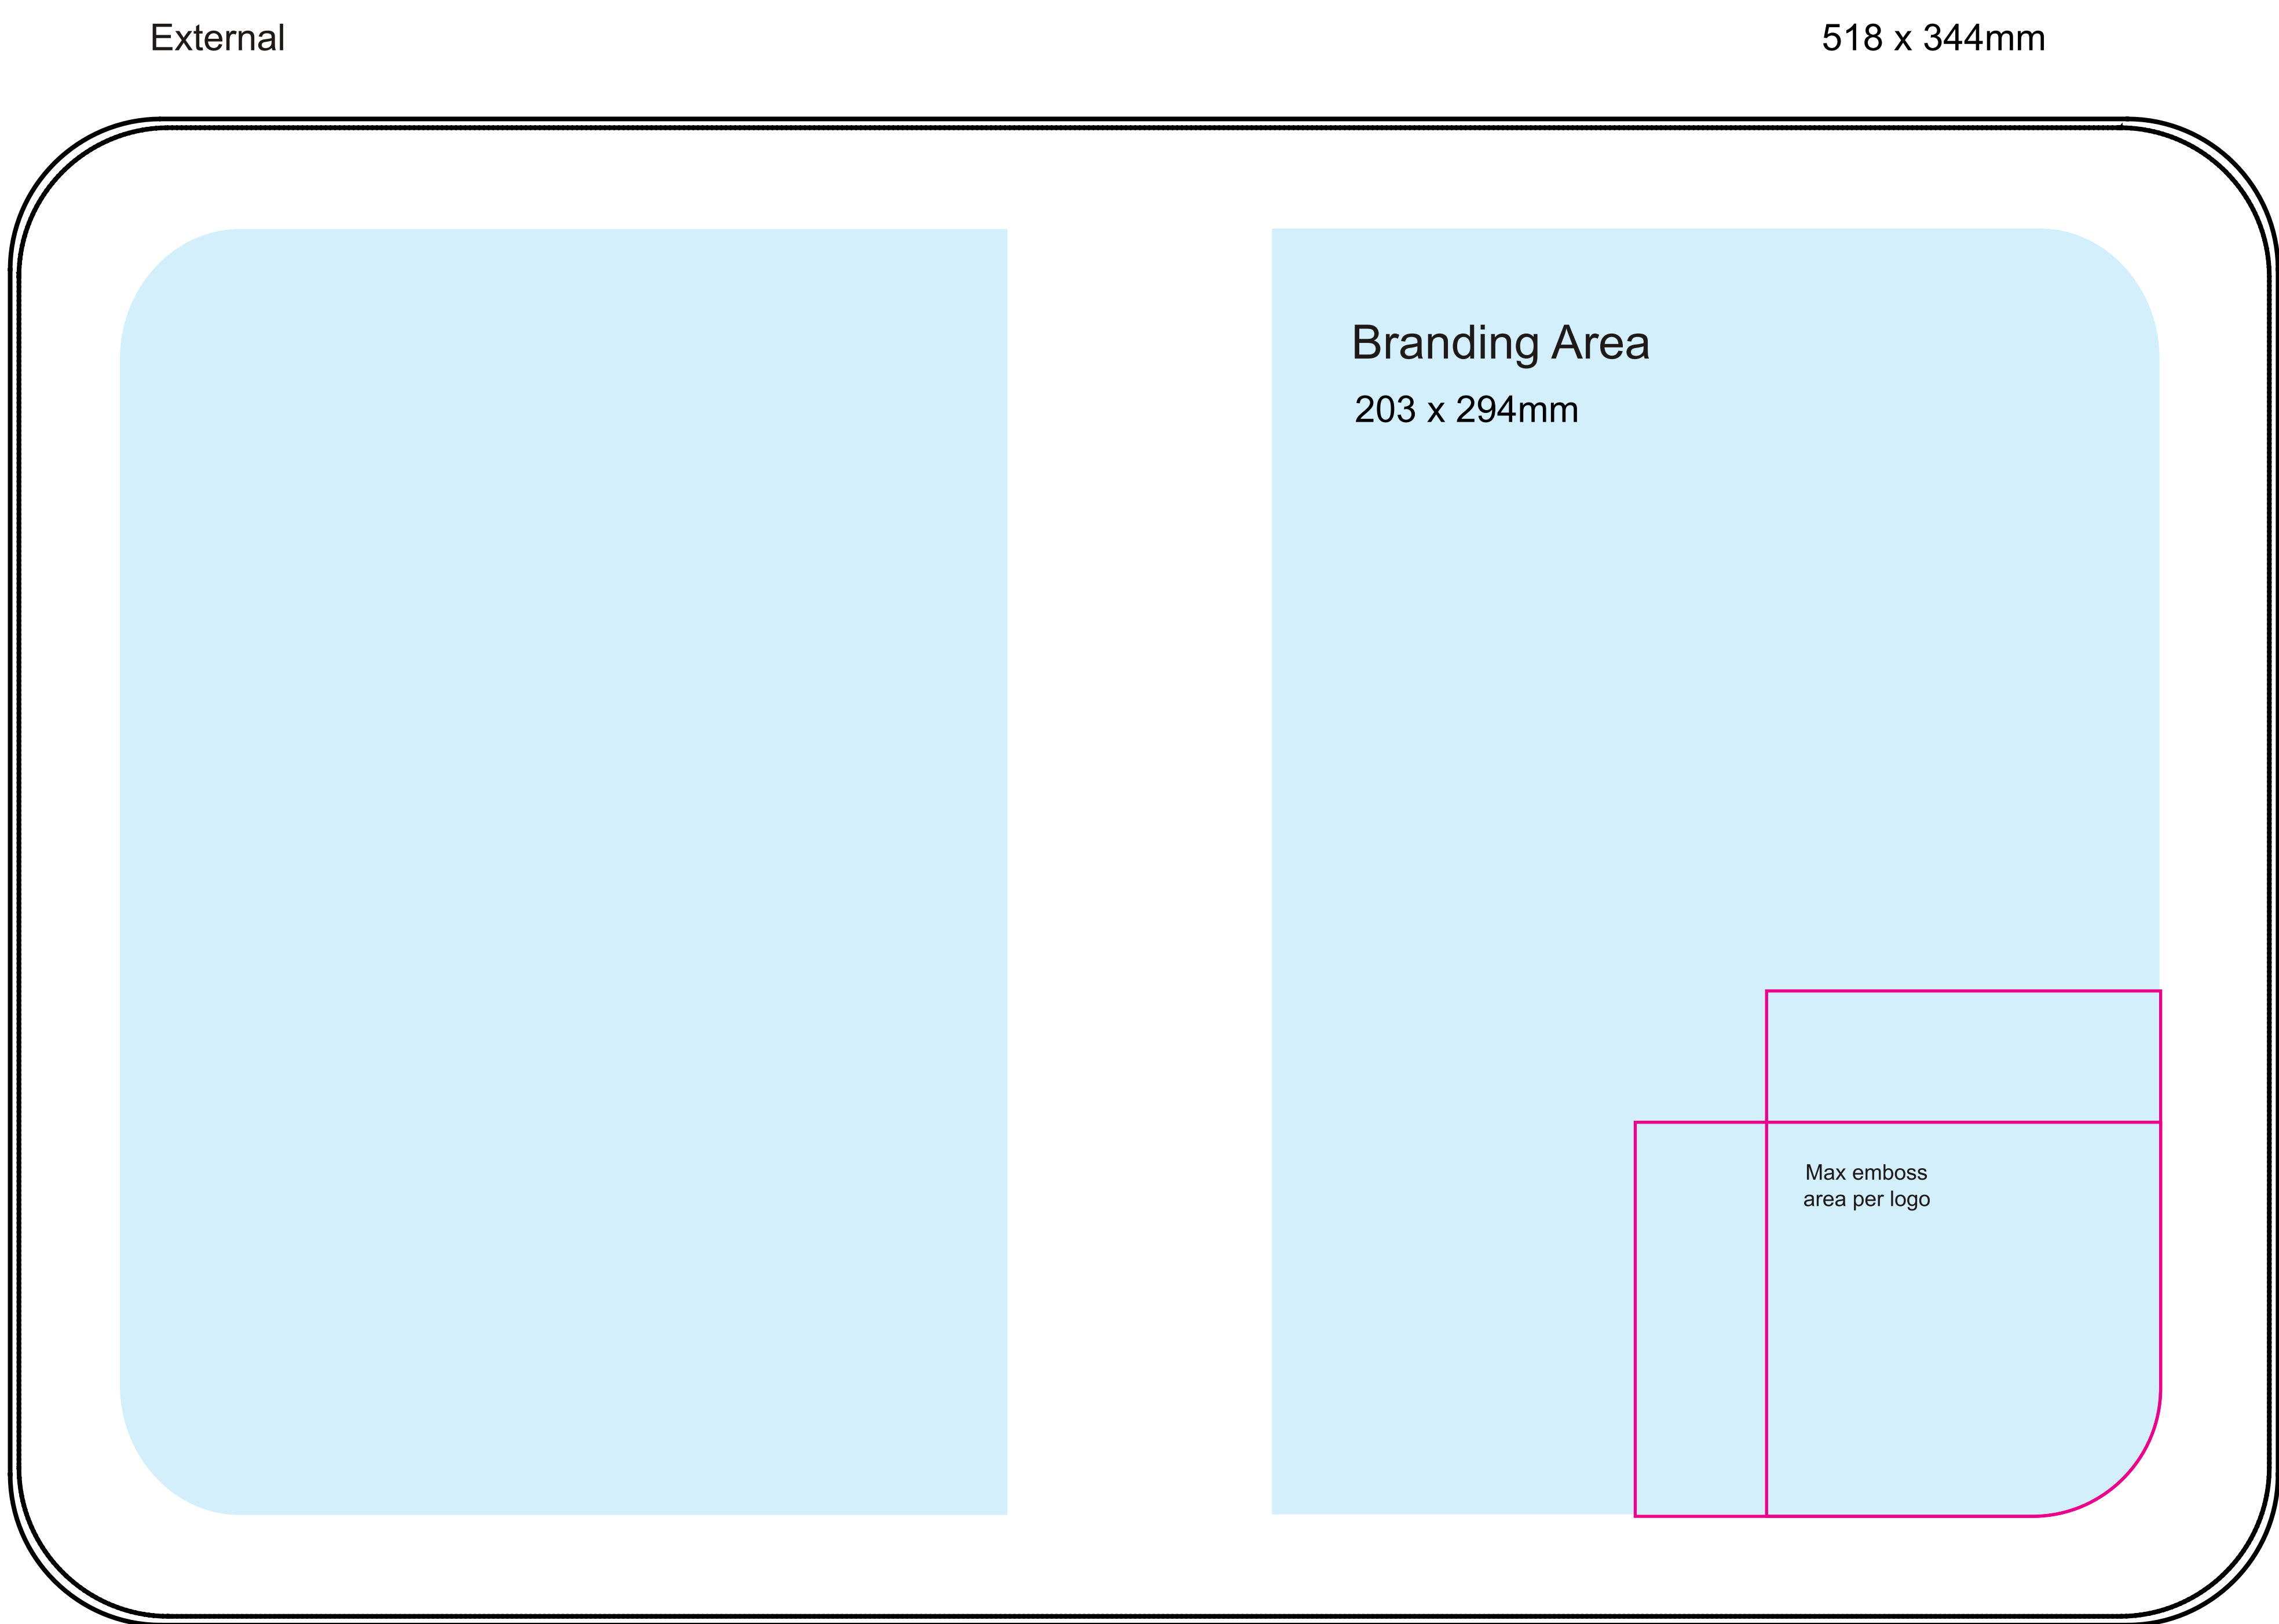 External
518 x 344mm
Branding Area
203 x 294mm
Max emboss
area per logo